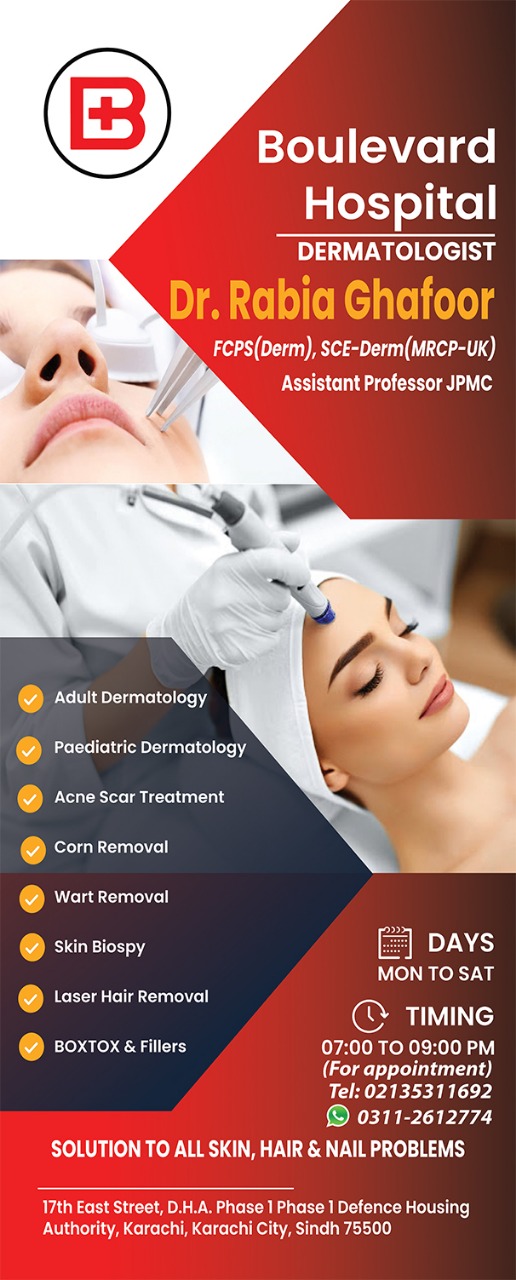 B
Boulevard
Hospital
DERMATOLOGIST
Dr. Rabia Ghafoor
FCPS(Derm), SCE-Derm(MRCP-UK)
Assistant Professor JPMC
Adult Dermatology
Paediatric Dermatology
Acne Scar Treatment
Corn Removal
Wart Removal
Skin Biospy
Laser Hair Removal
BOXTOX & Fillers
DAYS
MON TO SAT
TIMING
07:00 TO 09:00 PM
(For appointment)
Tel: 02135311692
0311-2612774
SOLUTION TO ALL SKIN, HAIR & NAIL PROBLEMS
17th East Street, D.H.A. Phase 1 Phase 1 Defence Housing
Authority, Karachi, Karachi City, Sindh 75500